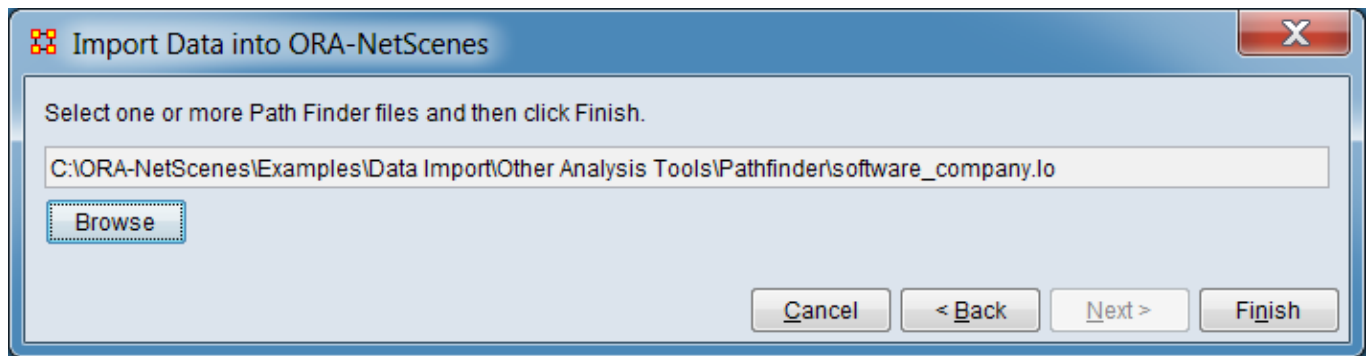 Import Data into ORA-NetScenes
Select one or more Path Finder files and then click Finish.
C:\ORA-NetScenes\Examples\Data Import\Other Analysis Tools\Pathfinder\software_company.lo
Browse
Cancel < Back Next > Finish